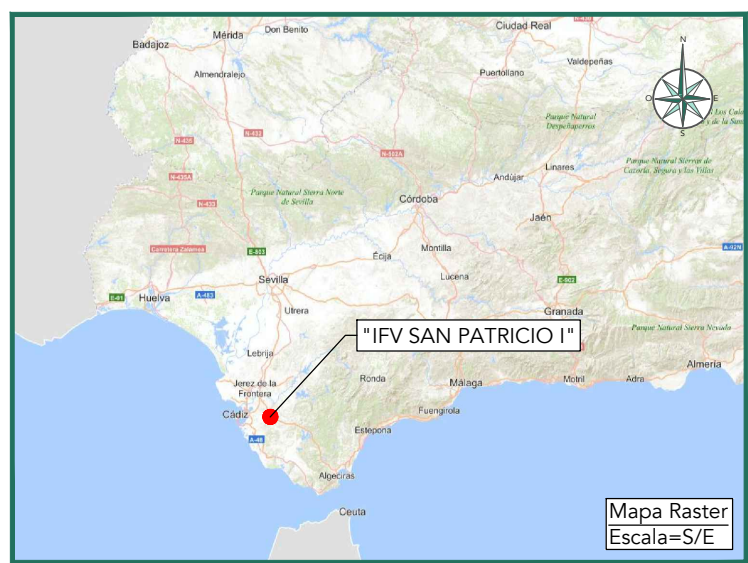 Ciudad Real
Don Benito
Mérida
Badajoz
Valdepeñas
Almendralejo
Puertollano
N
O
E
S
Parque Natural
Despeñaperros
N-432
N-435
Linares
Parque Natural Sierras de
Cazorla, Segura y las Villas
Andújar
N-435A
Parque Natural Sierra Norte
de Sevilla
N-433
Córdoba
Jaén
Carretera Zalamea
E-803
Montilla
Écija
A-92N
Sevilla
Lucena
E-902
E-01
Huelva
A-483
Utrera
Granada
Parque Natural Sierra Nevada
"IFV SAN PATRICIO I"
Lebrija
Almería
Jerez de la
Frontera
Ronda
Málaga
Motril
Adra
Cádiz
Fuengirola
A-48
Estepona
Algeciras
Ceuta
Mapa Raster
Escala=S/E